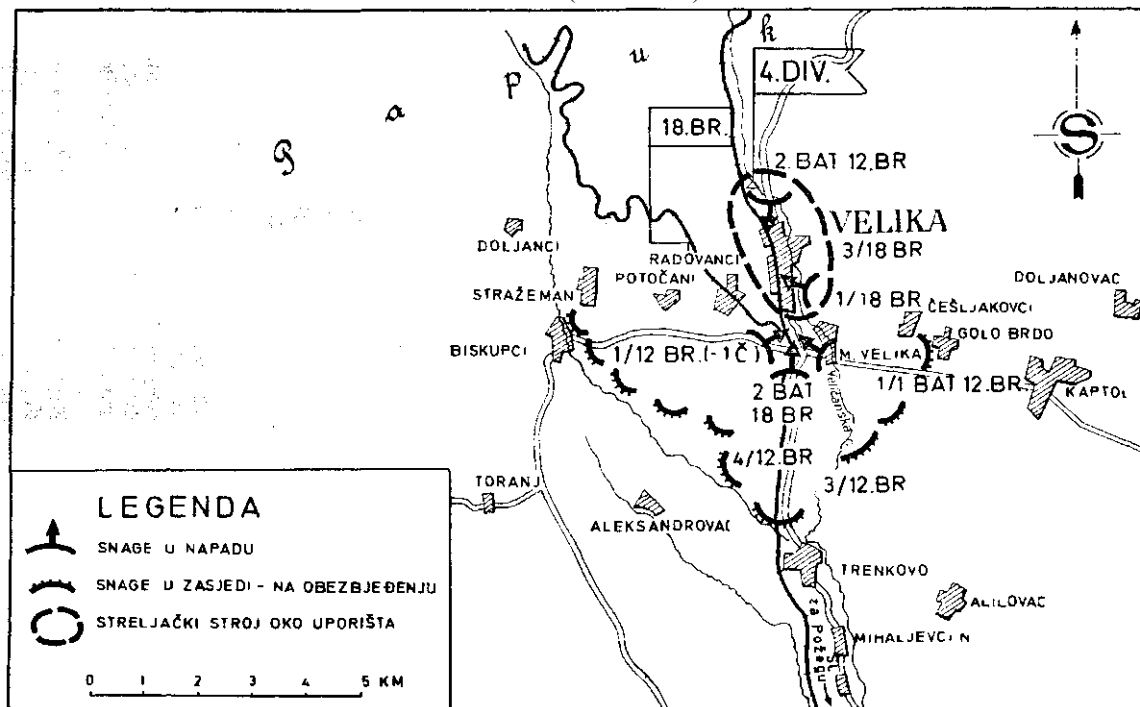 P a p u k
4. DIV.
18. BR.
S
2. BAT 12. BR
VELIKA
3/18 BR
DOLJANCI
RADOVANCI
POTOČANI
DOLJANOVAC
STRAŽEMAN
1/18 BR
ČEŠLJAKOVCI
GOLO BRDO
BISKUPCI
1/12 BR. (-1Č)
M. VELIKA
1/1 BAT 12. BR
KAPTOL
2 BAT
18 BR
Veličanska
4/12. BR
3/12. BR
TORANJ
ALEKSANDROVAC
TRENKOVO
ALILOVAC
za Požegu
MIHALJEVCI
LEGENDA
SNAGE U NAPADU
SNAGE U ZASJEDI - NA OBEZBJEĐENJU
STRELJAČKI STROJ OKO UPORIŠTA
0 1 2 3 4 5 KM